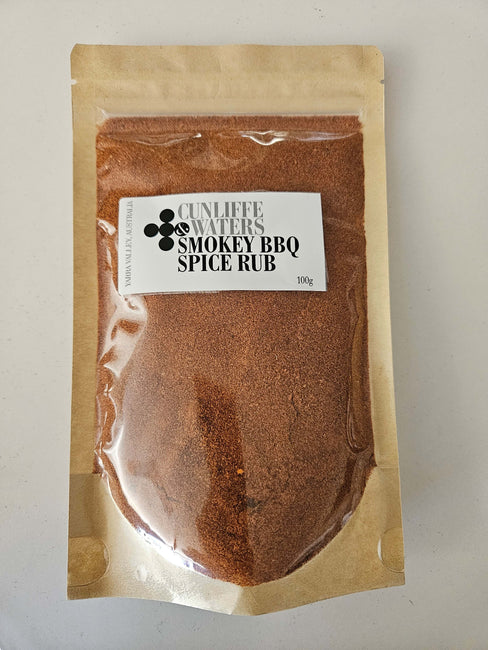 YARRA VALLEY, AUSTRALIA
CUNLIFFE
& WATERS
SMOKEY BBQ
SPICE RUB
100g